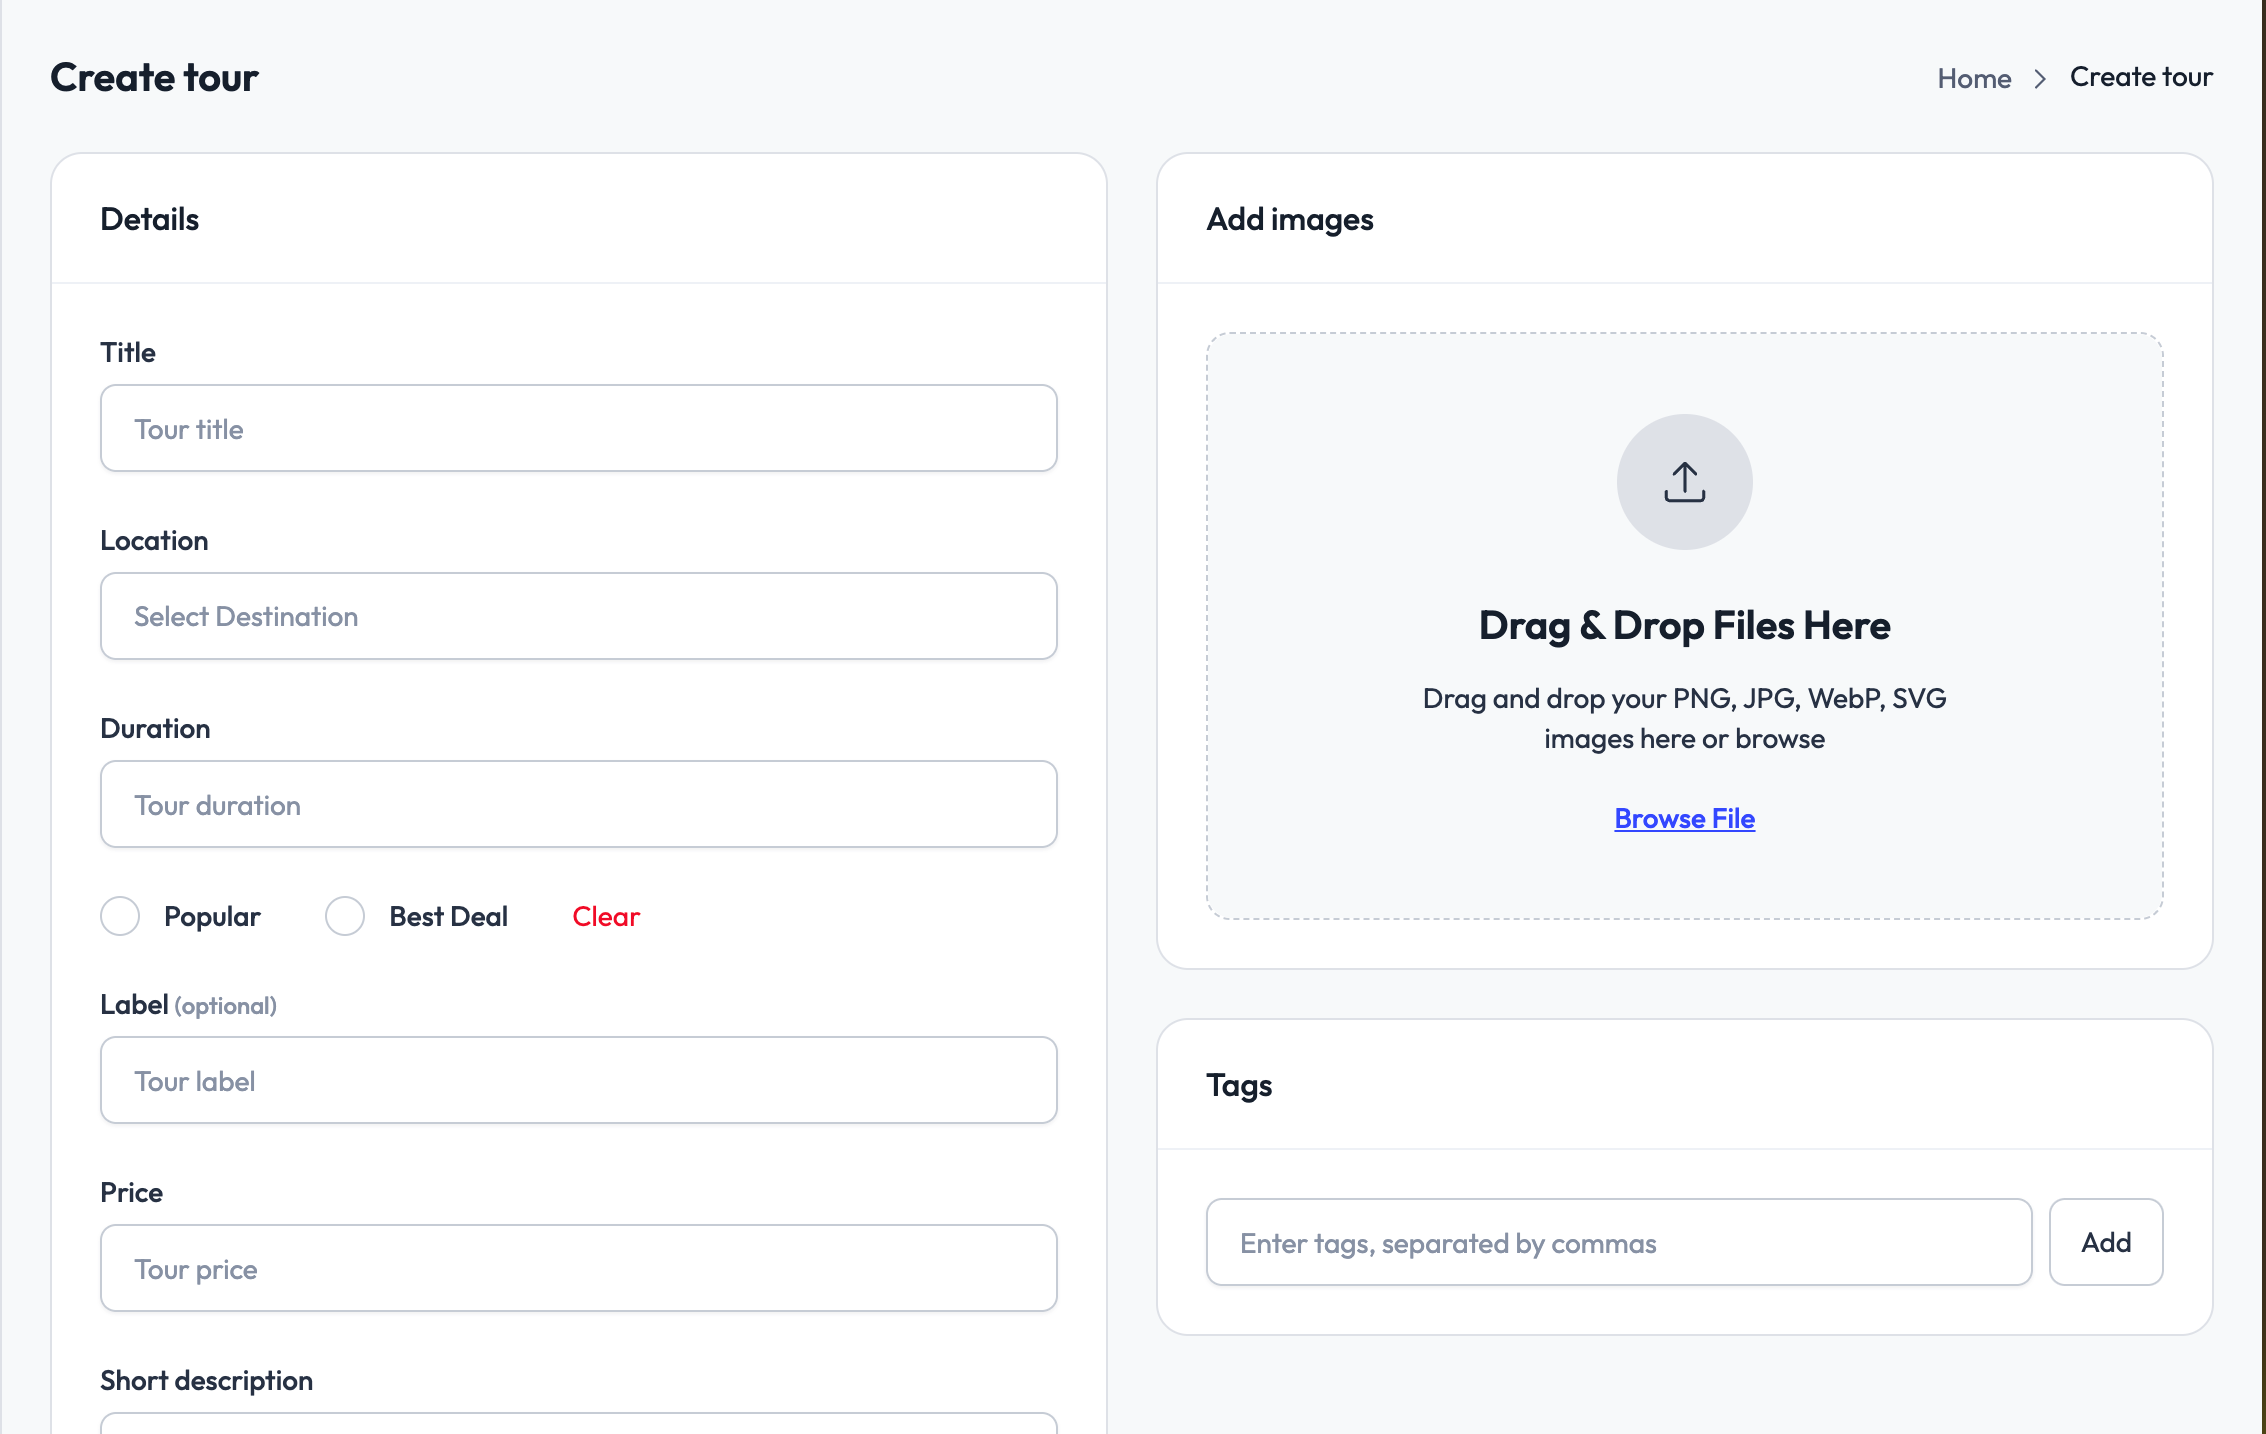 Create tour
Home > Create tour
Details
Title
Tour title
Location
Select Destination
Duration
Tour duration
Popular
Best Deal
Clear
Label (optional)
Tour label
Price
Tour price
Short description
Add images
Drag & Drop Files Here
Drag and drop your PNG, JPG, WebP, SVG
images here or browse
Browse File
Tags
Enter tags, separated by commas
Add